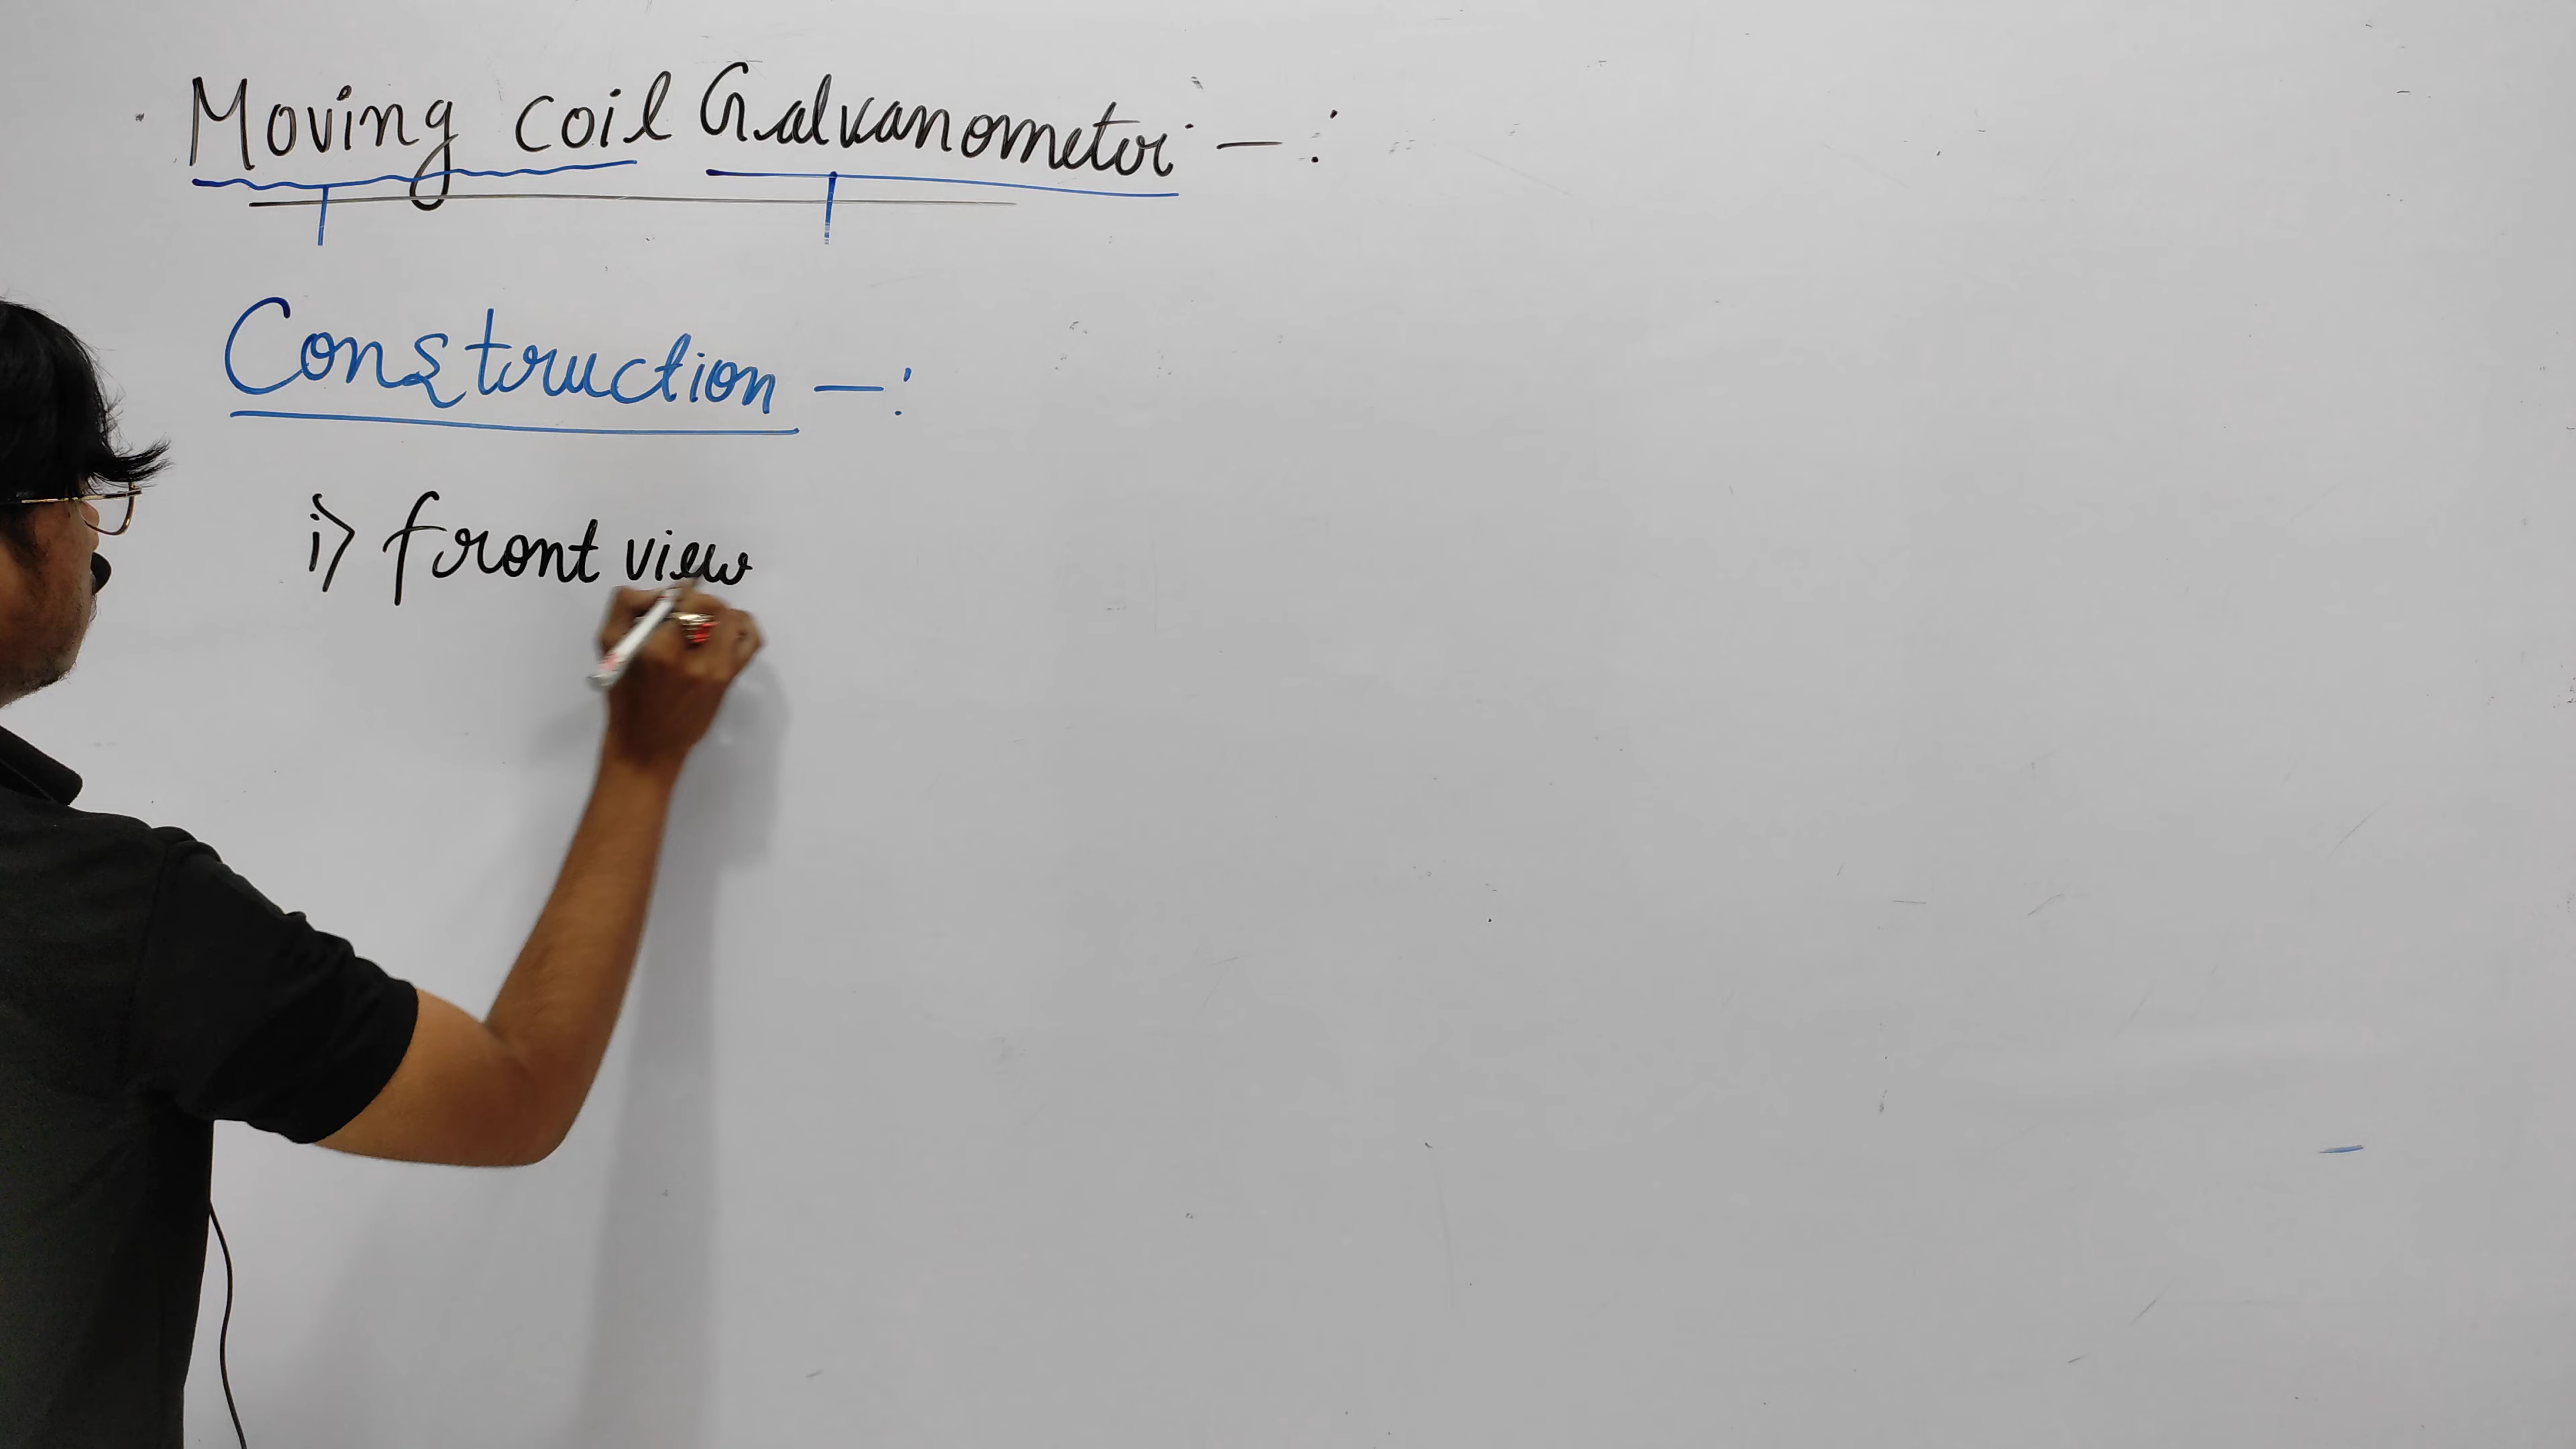 Moving coil Galvanometer - :
Construction - :
i> front view